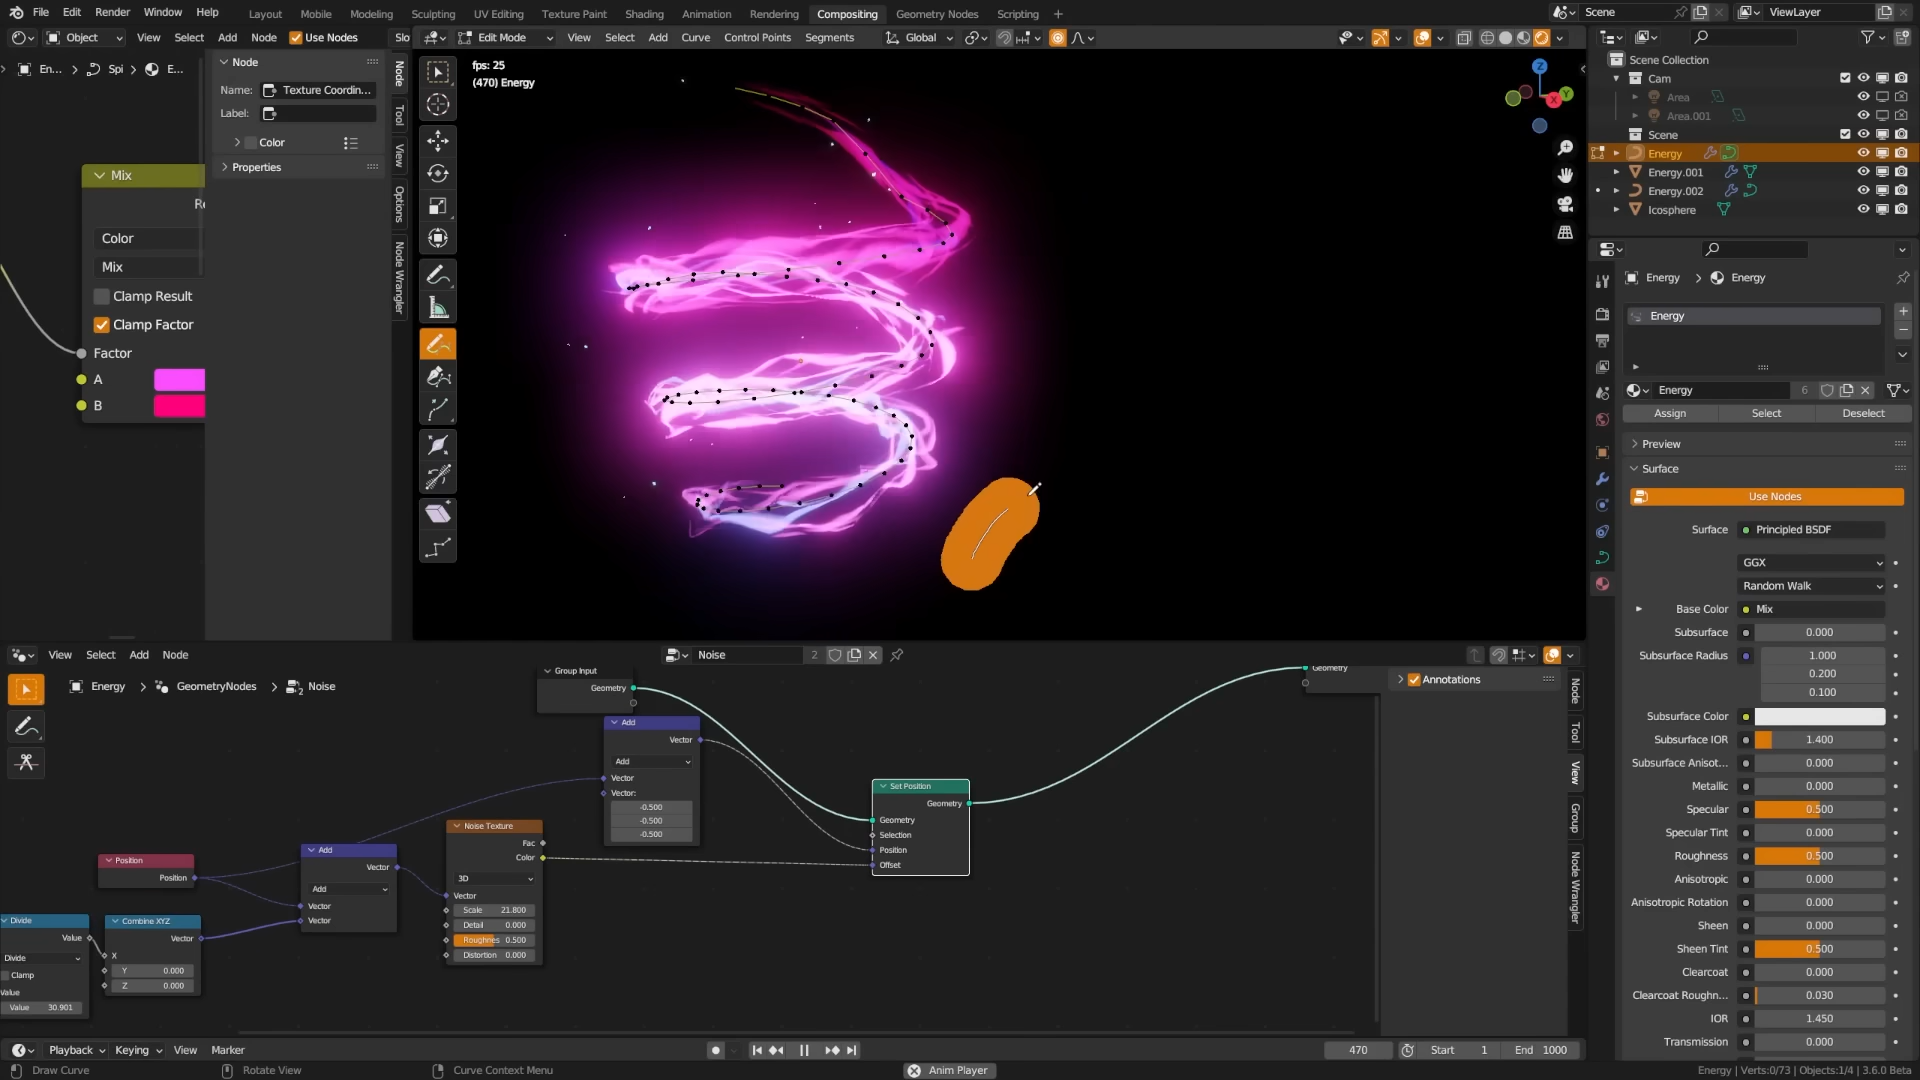 File Edit Render Window Help Layout Mobile Modeling Sculpting UV Editing Texture Paint Shading Animation Rendering Compositing Geometry Nodes Scripting + Scene ViewLayer
Object View Select Add Node Use Nodes Slo
Edit Mode View Select Add Curve Control Points Segments Global
En... Spi E...
Node
Name: Texture Coordin...
Label:
Color
Properties
Node
Tool
View
Options
Node Wrangler
Mix
Color
Mix
Clamp Result
Clamp Factor
Factor
A
B
fps: 25
(470) Energy
Z
Y
X
Scene Collection
Cam
Area
Area.001
Scene
Energy
Energy.001
Energy.002
Icosphere
Energy Energy
Energy
Energy 6
Assign Select Deselect
Preview
Surface
Use Nodes
Surface Principled BSDF
GGX
Random Walk
Base Color Mix
Subsurface 0.000
Subsurface Radius 1.000
0.200
0.100
Subsurface Color
Subsurface IOR 1.400
Subsurface Anisot... 0.000
Metallic 0.000
Specular 0.500
Specular Tint 0.000
Roughness 0.500
Anisotropic 0.000
Anisotropic Rotation 0.000
Sheen 0.000
Sheen Tint 0.500
Clearcoat 0.000
Clearcoat Roughn... 0.030
IOR 1.450
Transmission 0.000
View Select Add Node Noise 2
Energy GeometryNodes Noise
Group Input
Geometry
Add
Vector
Add
Vector
Vector:
-0.500
-0.500
-0.500
Set Position
Geometry
Geometry
Selection
Position
Offset
Geometry
Noise Texture
Fac
Color
3D
Vector
Scale 21.800
Detail 0.000
Roughnes 0.500
Distortion 0.000
Position
Position
Add
Vector
Add
Vector
Vector
Divide
Value
Divide
Clamp
Value
Value 30.901
Combine XYZ
Vector
X
Y 0.000
Z 0.000
Annotations
Node
Tool
View
Group
Node Wrangler
Playback Keying View Marker 470 Start 1 End 1000
Draw Curve Rotate View Curve Context Menu Anim Player Energy | Verts:0/73 | Objects:1/4 | 3.6.0 Beta